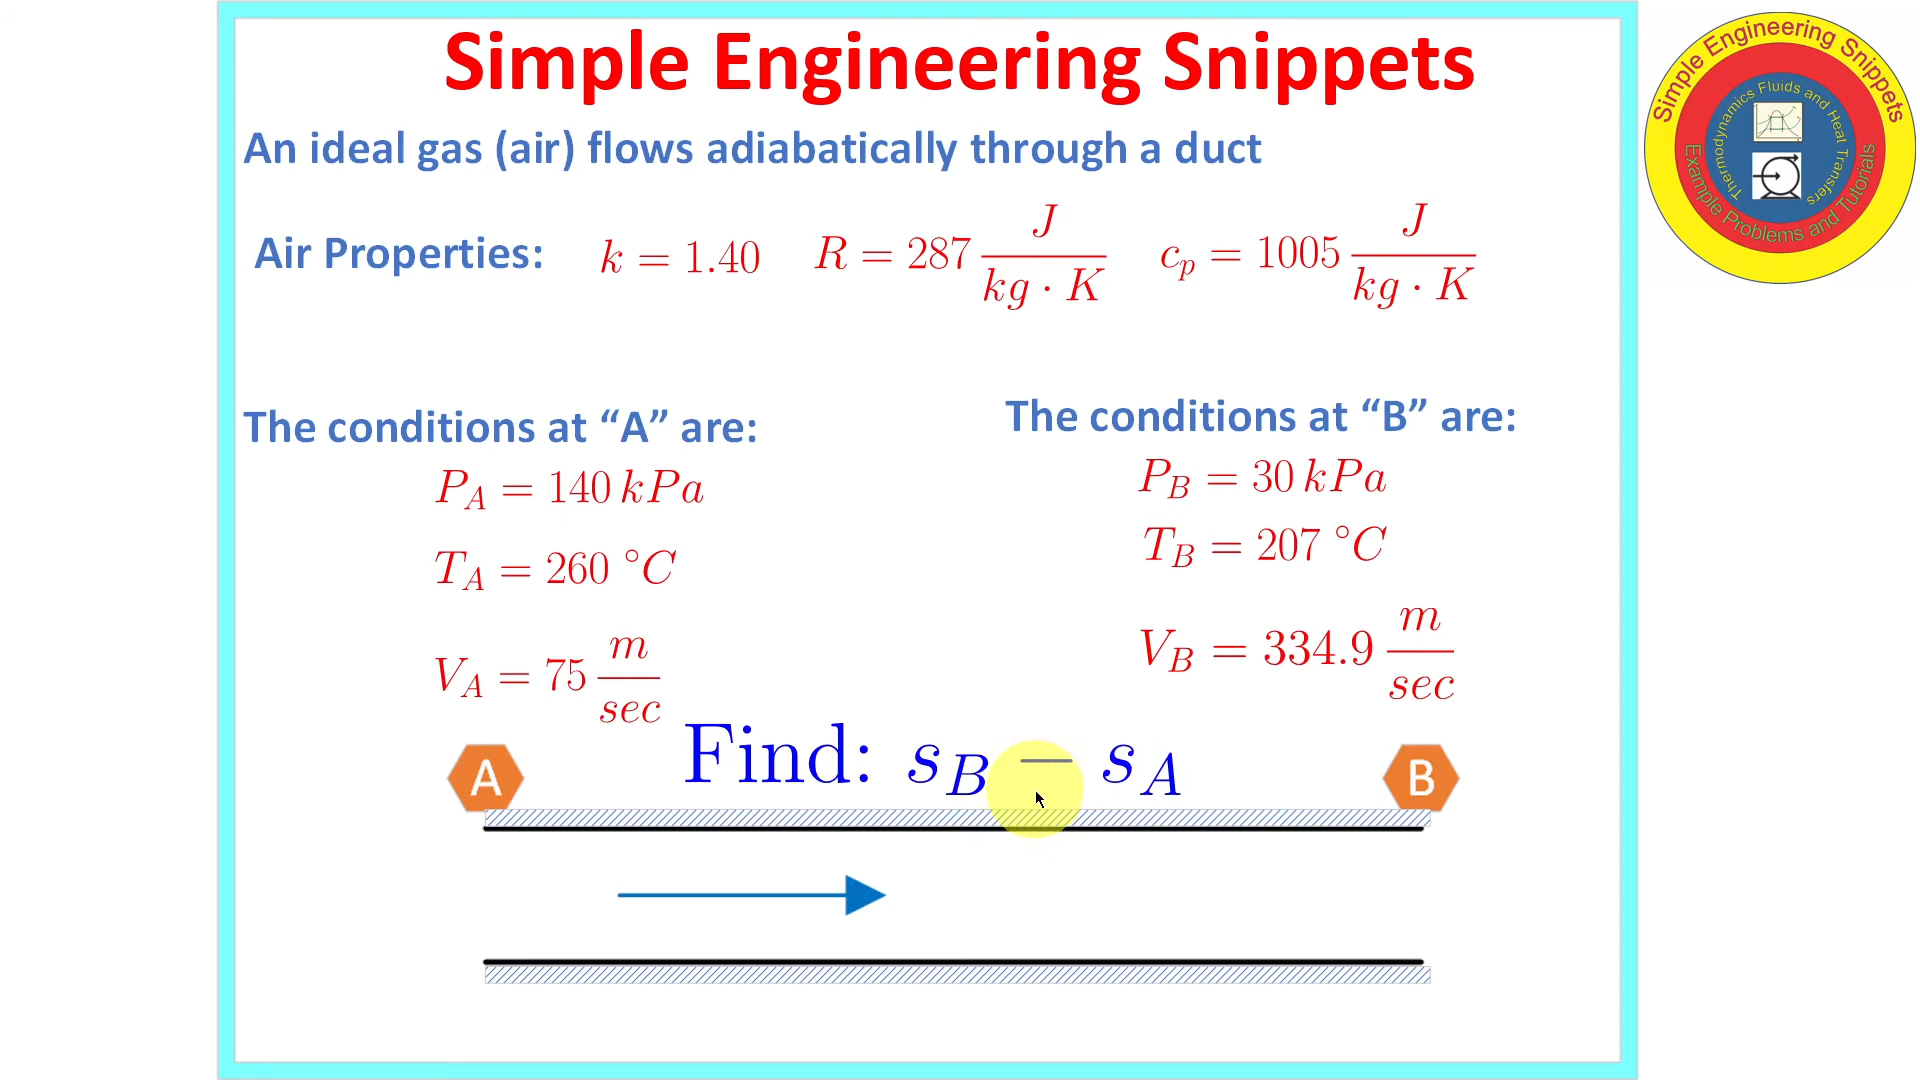 Simple Engineering Snippets
An ideal gas (air) flows adiabatically through a duct
Air Properties: k = 1.40 R = 287 J/(kg · K) c_p = 1005 J/(kg · K)
The conditions at “A” are:
P_A = 140 kPa
T_A = 260 °C
V_A = 75 m/sec
The conditions at “B” are:
P_B = 30 kPa
T_B = 207 °C
V_B = 334.9 m/sec
Find: s_B − s_A
A
B
Simple Engineering Snippets
Example Problems and Tutorials
Thermodynamics Fluids and Heat Transfers